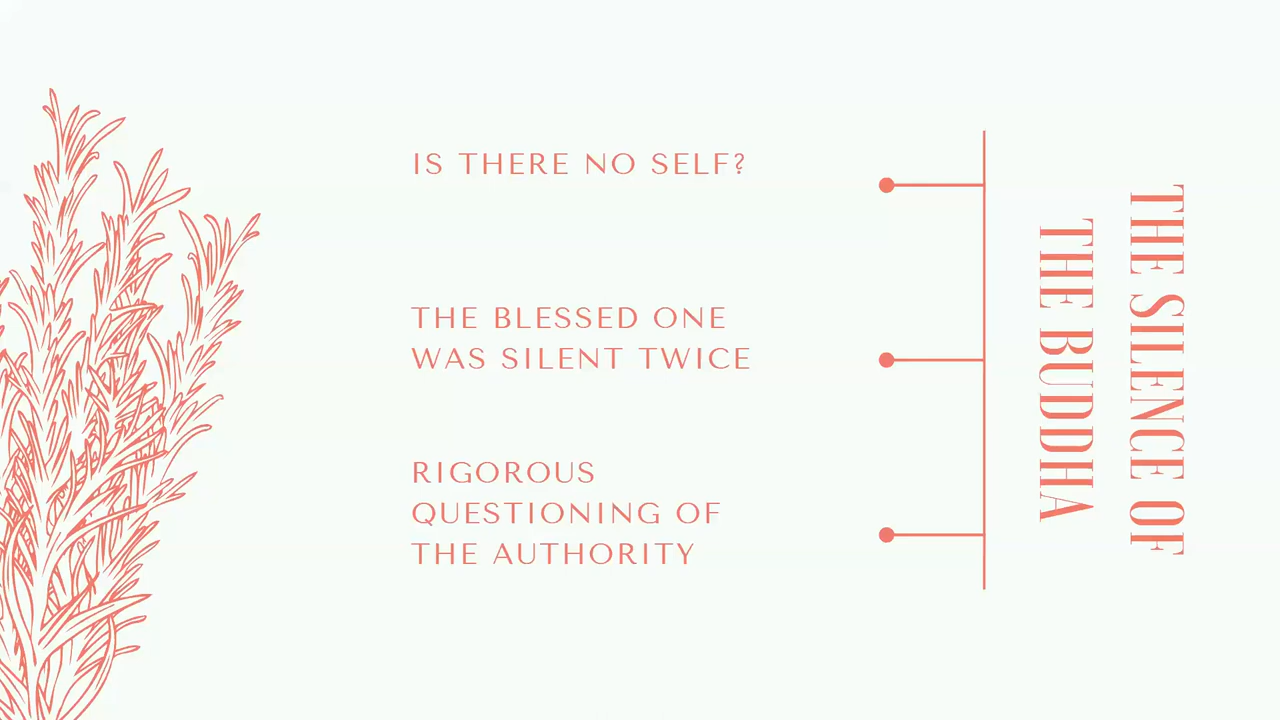 IS THERE NO SELF?
THE BLESSED ONE
WAS SILENT TWICE
RIGOROUS
QUESTIONING OF
THE AUTHORITY
THE SILENCE OF
THE BUDDHA